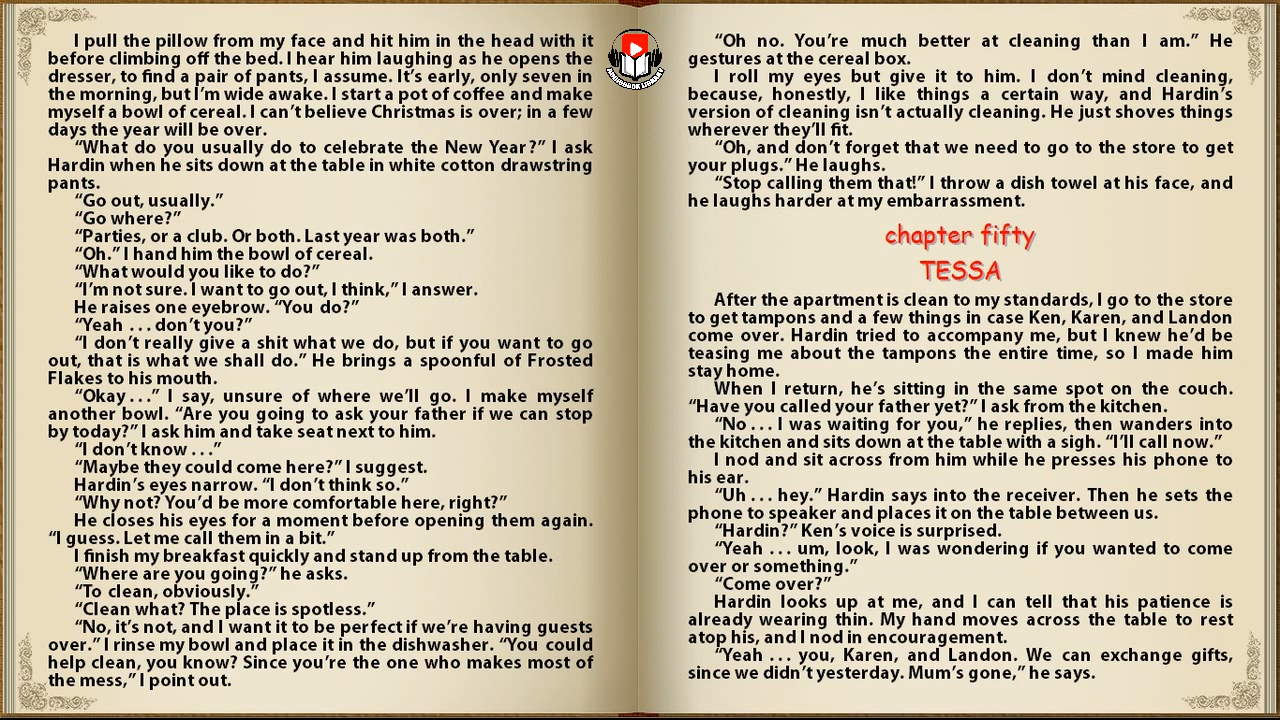 I pull the pillow from my face and hit him in the head with it
before climbing off the bed. I hear him laughing as he opens the
dresser, to find a pair of pants, I assume. It’s early, only seven in
the morning, but I’m wide awake. I start a pot of coffee and make
myself a bowl of cereal. I can’t believe Christmas is over; in a few
days the year will be over.
“What do you usually do to celebrate the New Year?” I ask
Hardin when he sits down at the table in white cotton drawstring
pants.
“Go out, usually.”
“Go where?”
“Parties, or a club. Or both. Last year was both.”
“Oh.” I hand him the bowl of cereal.
“What would you like to do?”
“I’m not sure. I want to go out, I think,” I answer.
He raises one eyebrow. “You do?”
“Yeah . . . don’t you?”
“I don’t really give a shit what we do, but if you want to go
out, that is what we shall do.” He brings a spoonful of Frosted
Flakes to his mouth.
“Okay . . .” I say, unsure of where we’ll go. I make myself
another bowl. “Are you going to ask your father if we can stop
by today?” I ask him and take seat next to him.
“I don’t know . . .”
“Maybe they could come here?” I suggest.
Hardin’s eyes narrow. “I don’t think so.”
“Why not? You’d be more comfortable here, right?”
He closes his eyes for a moment before opening them again.
“I guess. Let me call them in a bit.”
I finish my breakfast quickly and stand up from the table.
“Where are you going?” he asks.
“To clean, obviously.”
“Clean what? The place is spotless.”
“No, it’s not, and I want it to be perfect if we’re having guests
over.” I rinse my bowl and place it in the dishwasher. “You could
help clean, you know? Since you’re the one who makes most of
the mess,” I point out.
“Oh no. You’re much better at cleaning than I am.” He
gestures at the cereal box.
I roll my eyes but give it to him. I don’t mind cleaning,
because, honestly, I like things a certain way, and Hardin’s
version of cleaning isn’t actually cleaning. He just shoves things
wherever they’ll fit.
“Oh, and don’t forget that we need to go to the store to get
your plugs.” He laughs.
“Stop calling them that!” I throw a dish towel at his face, and
he laughs harder at my embarrassment.
chapter fifty
TESSA
After the apartment is clean to my standards, I go to the store
to get tampons and a few things in case Ken, Karen, and Landon
come over. Hardin tried to accompany me, but I knew he’d be
teasing me about the tampons the entire time, so I made him
stay home.
When I return, he’s sitting in the same spot on the couch.
“Have you called your father yet?” I ask from the kitchen.
“No . . . I was waiting for you,” he replies, then wanders into
the kitchen and sits down at the table with a sigh. “I’ll call now.”
I nod and sit across from him while he presses his phone to
his ear.
“Uh . . . hey.” Hardin says into the receiver. Then he sets the
phone to speaker and places it on the table between us.
“Hardin?” Ken’s voice is surprised.
“Yeah . . . um, look, I was wondering if you wanted to come
over or something.”
“Come over?”
Hardin looks up at me, and I can tell that his patience is
already wearing thin. My hand moves across the table to rest
atop his, and I nod in encouragement.
“Yeah . . . you, Karen, and Landon. We can exchange gifts,
since we didn’t yesterday. Mum’s gone,” he says.